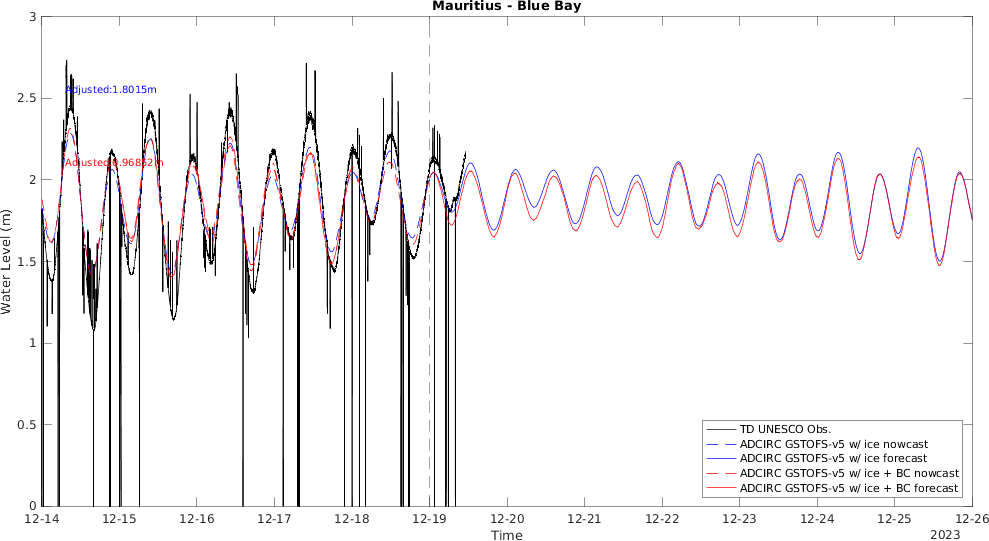 Mauritius - Blue Bay
3
2.5
2
1.5
1
0.5
0
Water Level (m)
Adjusted:1.8015m
Adjusted:0.96832m
TD UNESCO Obs.
ADCIRC GSTOFS-v5 w/ ice nowcast
ADCIRC GSTOFS-v5 w/ ice forecast
ADCIRC GSTOFS-v5 w/ ice + BC nowcast
ADCIRC GSTOFS-v5 w/ ice + BC forecast
12-14 12-15 12-16 12-17 12-18 12-19 12-20 12-21 12-22 12-23 12-24 12-25 12-26
Time
2023